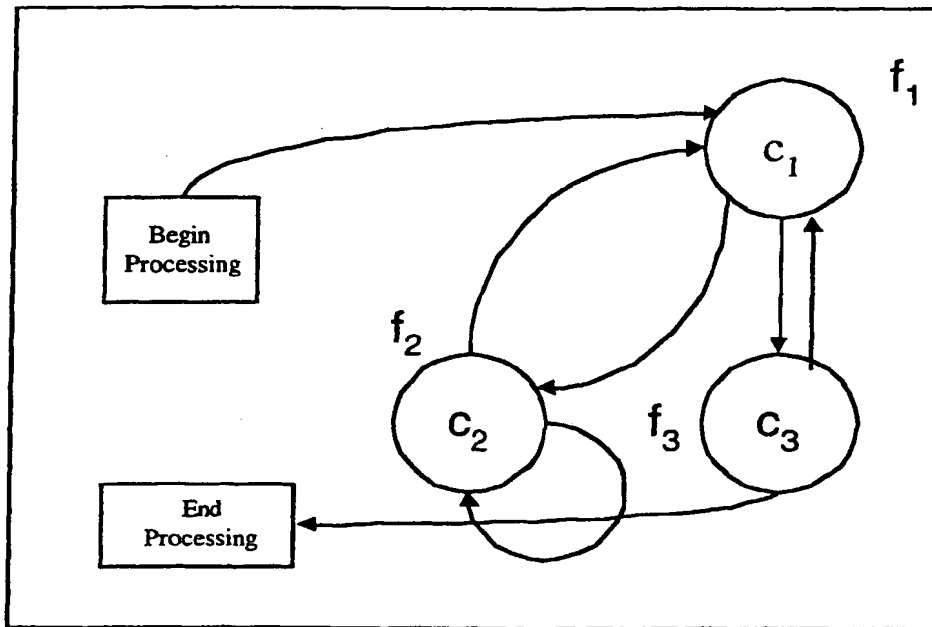 f₁
C₁
Begin
Processing
f₂
C₂
f₃
C₃
End
Processing